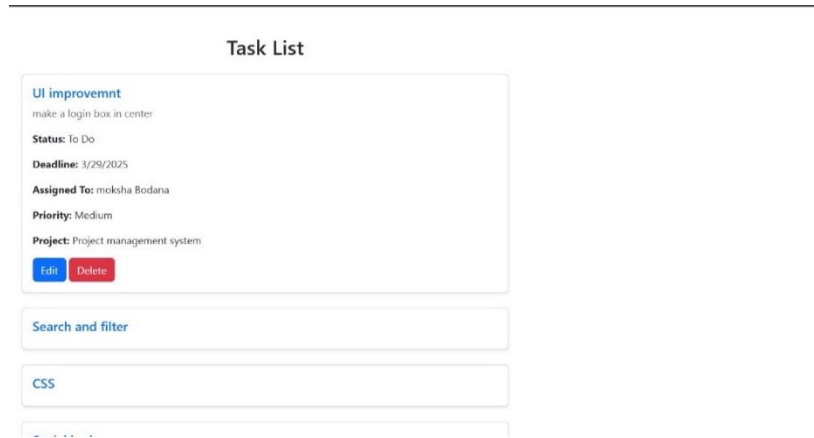 Task List
UI improvemnt
make a login box in center
Status: To Do
Deadline: 3/29/2025
Assigned To: moksha Bodana
Priority: Medium
Project: Project management system
Edit Delete
Search and filter
CSS